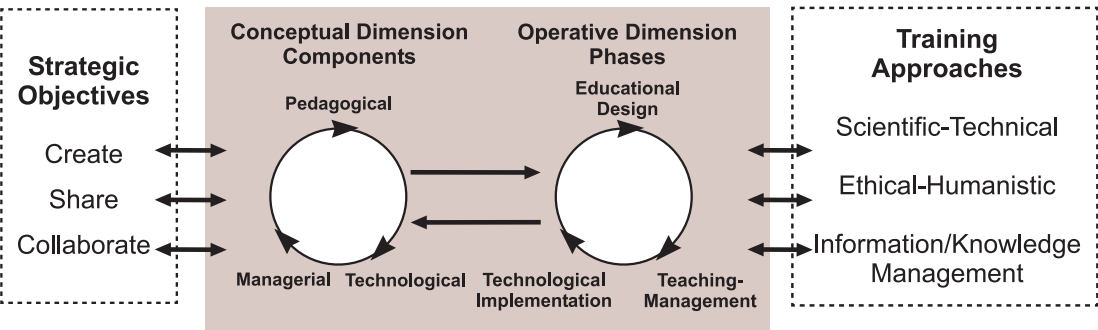 Strategic
Objectives
Create
Share
Collaborate
Conceptual Dimension
Components
Pedagogical
Managerial
Technological
Operative Dimension
Phases
Educational
Design
Technological
Implementation
Teaching-
Management
Training
Approaches
Scientific-Technical
Ethical-Humanistic
Information/Knowledge
Management